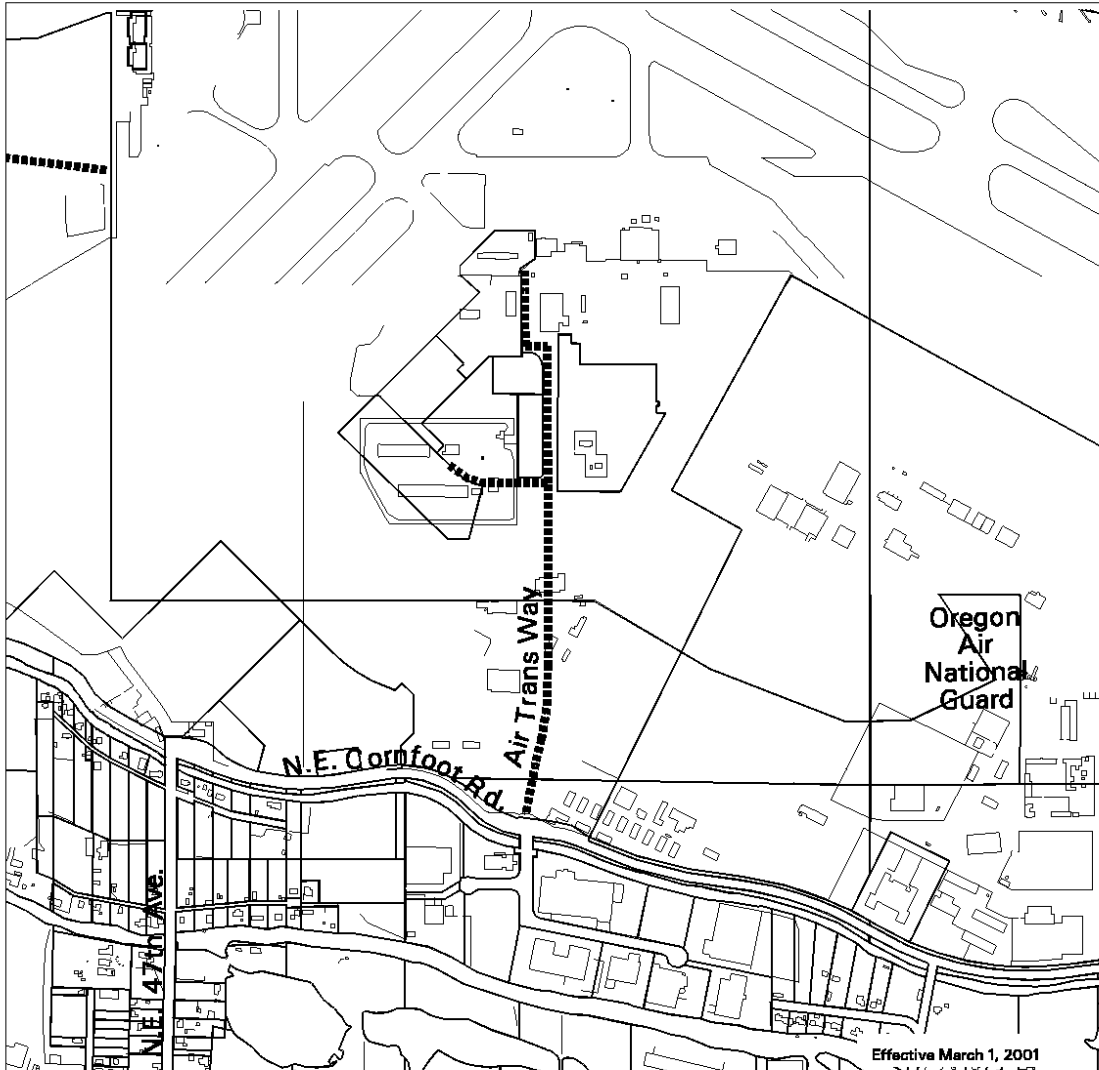 Oregon
Air
National
Guard
Air Trans Way
N.E. Cornfoot Rd.
N.E. 47th Ave.
Effective March 1, 2001